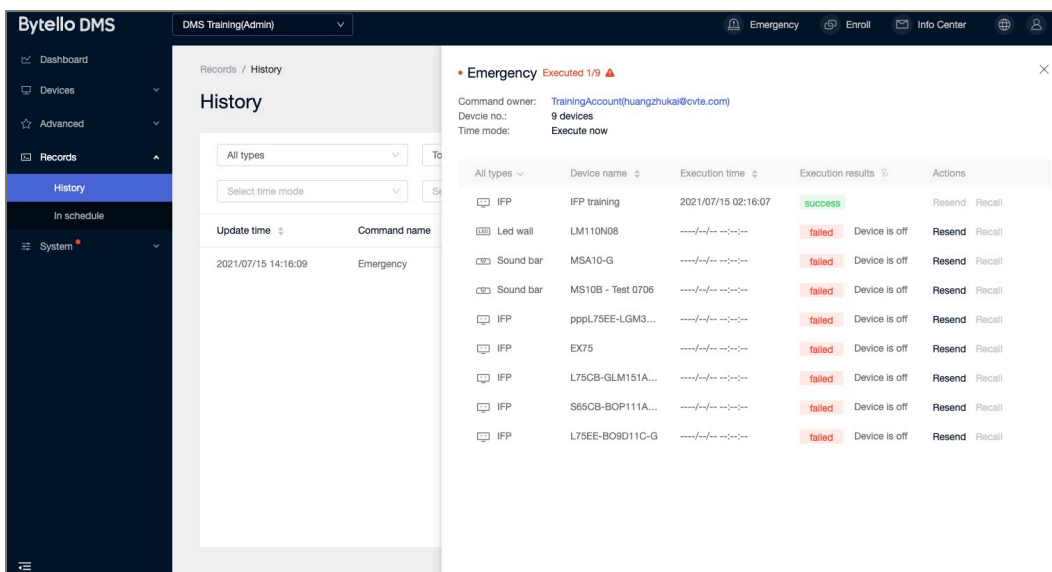 Bytello DMS
DMS Training(Admin)
Emergency
Enroll
Info Center
Dashboard
Devices
Advanced
Records
History
In schedule
System
Records / History
History
All types
To
Select time mode
Se
Update time
Command name
2021/07/15 14:16:09
Emergency
Emergency Executed 1/9
Command owner: TrainingAccount(huangzhukai@cvte.com)
Devcie no.: 9 devices
Time mode: Execute now
All types Device name Execution time Execution results Actions
IFP IFP training 2021/07/15 02:16:07 success Resend Recall
LED Led wall LM110N08 ----/--/-- --:--:-- failed Device is off Resend Recall
Sound bar MSA10-G ----/--/-- --:--:-- failed Device is off Resend Recall
Sound bar MS10B - Test 0706 ----/--/-- --:--:-- failed Device is off Resend Recall
IFP pppL75EE-LGM3... ----/--/-- --:--:-- failed Device is off Resend Recall
IFP EX75 ----/--/-- --:--:-- failed Device is off Resend Recall
IFP L75CB-GLM151A... ----/--/-- --:--:-- failed Device is off Resend Recall
IFP S65CB-BOP111A... ----/--/-- --:--:-- failed Device is off Resend Recall
IFP L75EE-BO9D11C-G ----/--/-- --:--:-- failed Device is off Resend Recall